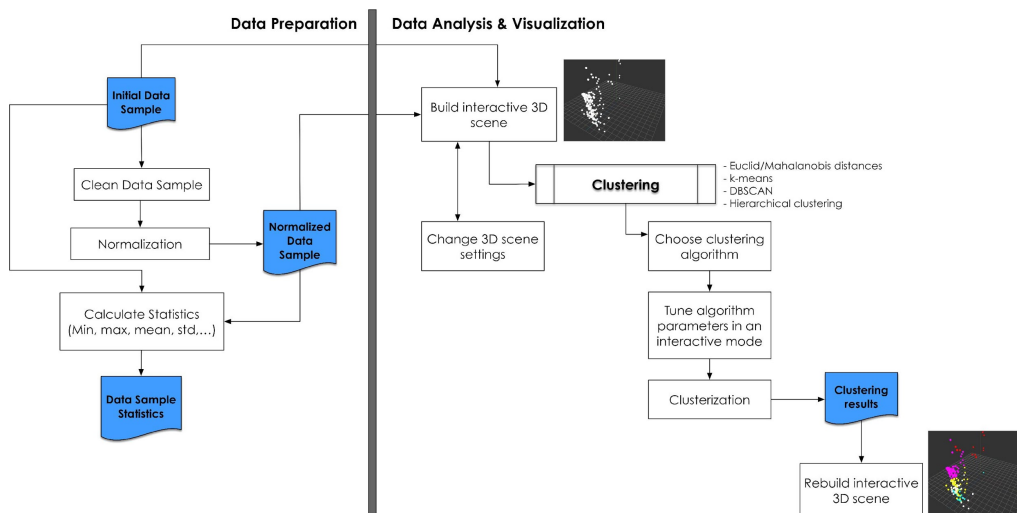 Data Preparation
Data Analysis & Visualization
Initial Data
Sample
Clean Data Sample
Normalization
Normalized
Data
Sample
Calculate Statistics
(Min, max, mean, std,...)
Data Sample
Statistics
Build interactive 3D
scene
Clustering
- Euclid/Mahalanobis distances
- k-means
- DBSCAN
- Hierarchical clustering
Change 3D scene
settings
Choose clustering
algorithm
Tune algorithm
parameters in an
interactive mode
Clusterization
Clustering
results
Rebuild interactive
3D scene